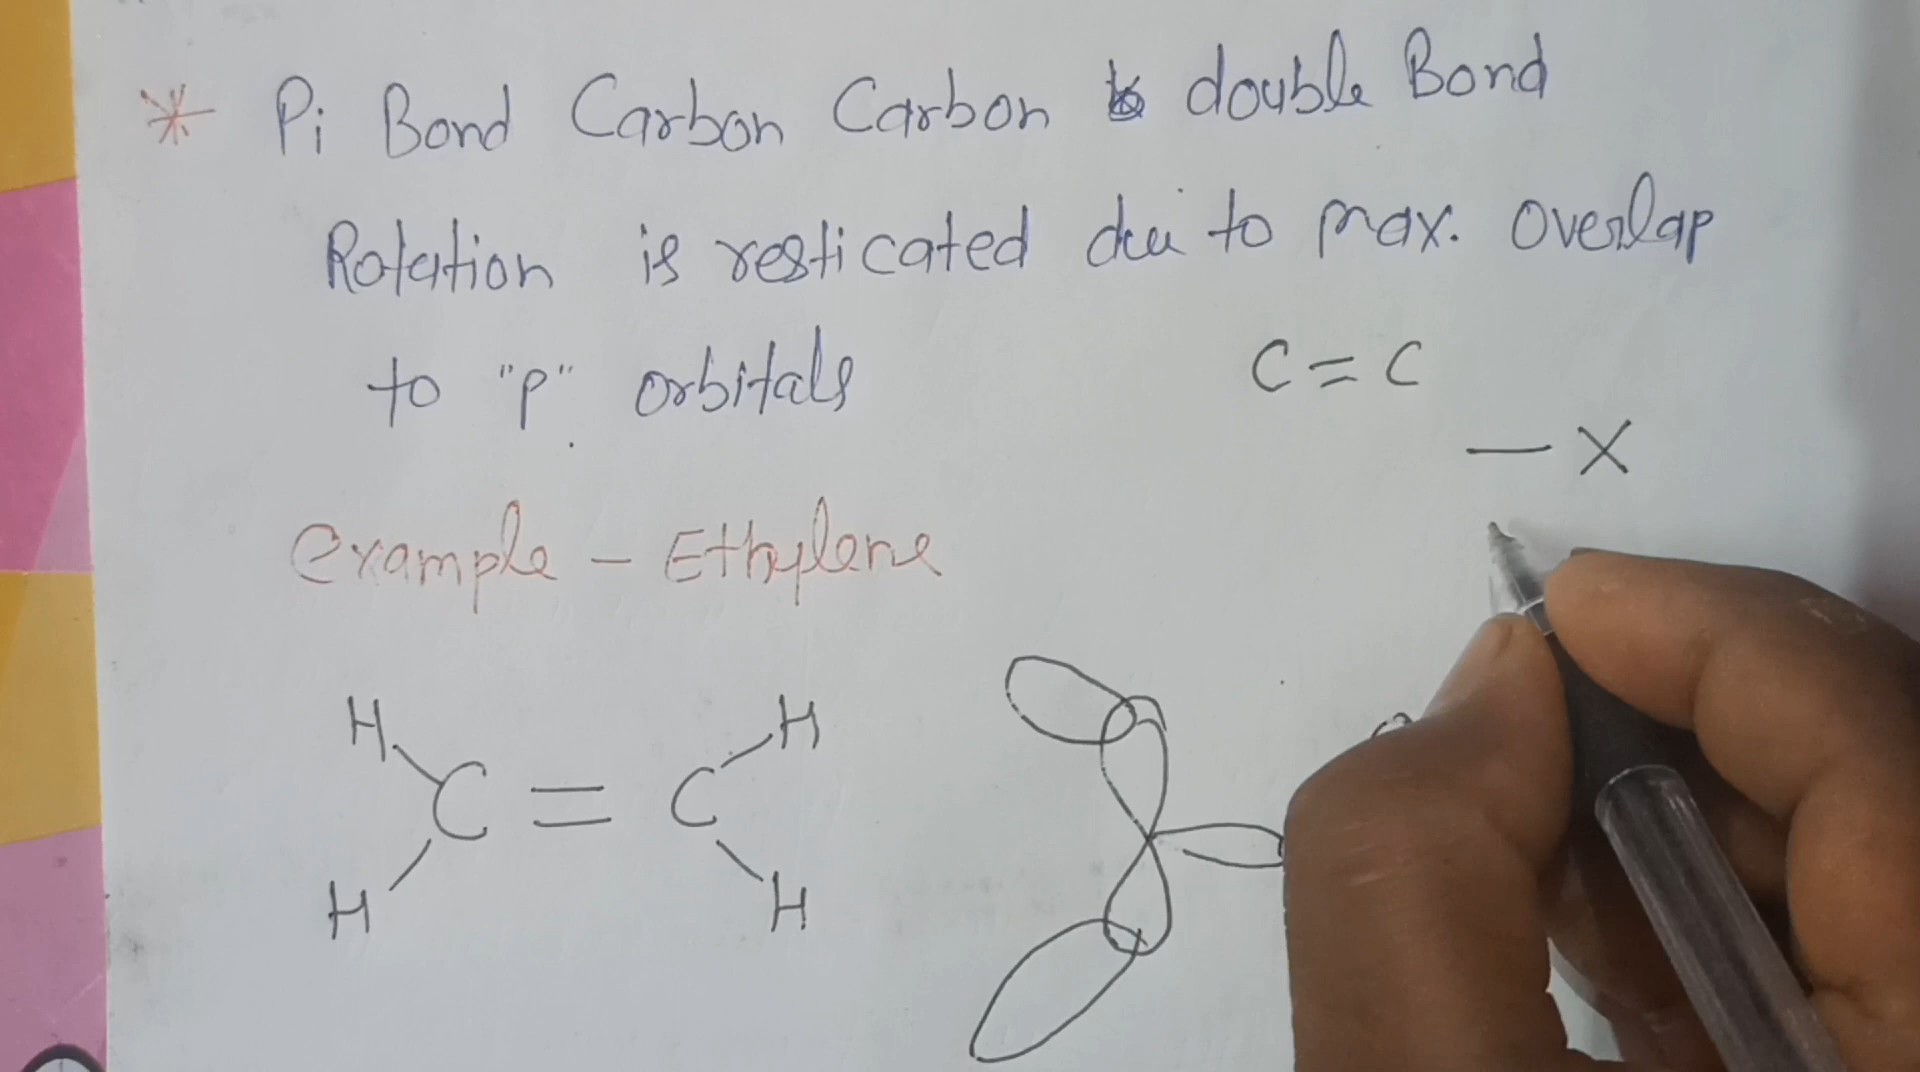 * Pi Bond Carbon Carbon double Bond
Rotation is resticated due to max. overlap
to "p" orbitals
C = C
— X
example - Ethylene
H H
C = C
H H